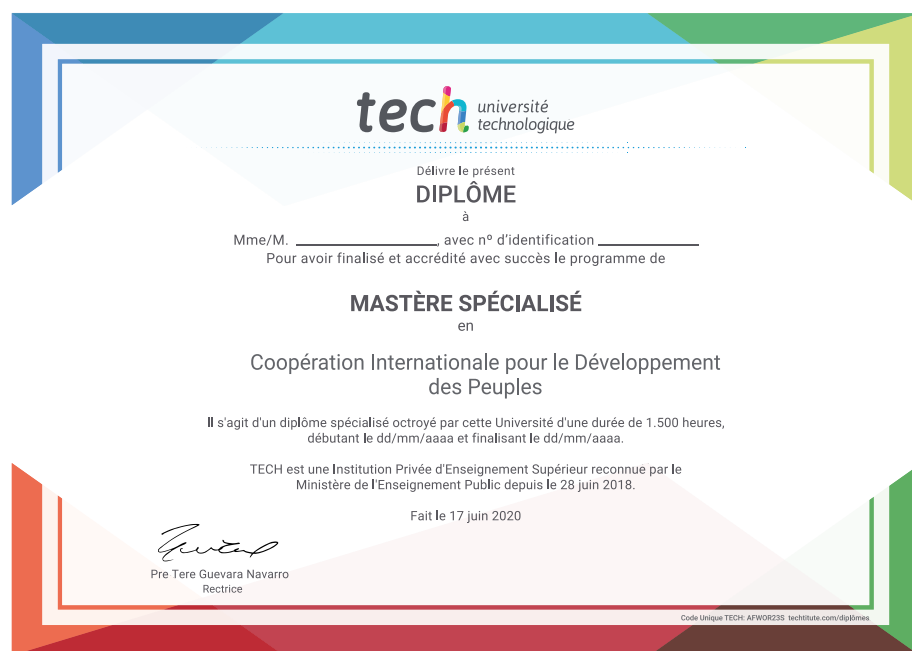 tech université
technologique
Délivre le présent
DIPLÔME
à
Mme/M. , avec nº d'identification
Pour avoir finalisé et accrédité avec succès le programme de
MASTÈRE SPÉCIALISÉ
en
Coopération Internationale pour le Développement
des Peuples
Il s'agit d'un diplôme spécialisé octroyé par cette Université d'une durée de 1.500 heures,
débutant le dd/mm/aaaa et finalisant le dd/mm/aaaa.
TECH est une Institution Privée d'Enseignement Supérieur reconnue par le
Ministère de l'Enseignement Public depuis le 28 juin 2018.
Fait le 17 juin 2020
Pre Tere Guevara Navarro
Rectrice
Code Unique TECH: AFWOR23S techtitute.com/diplômes